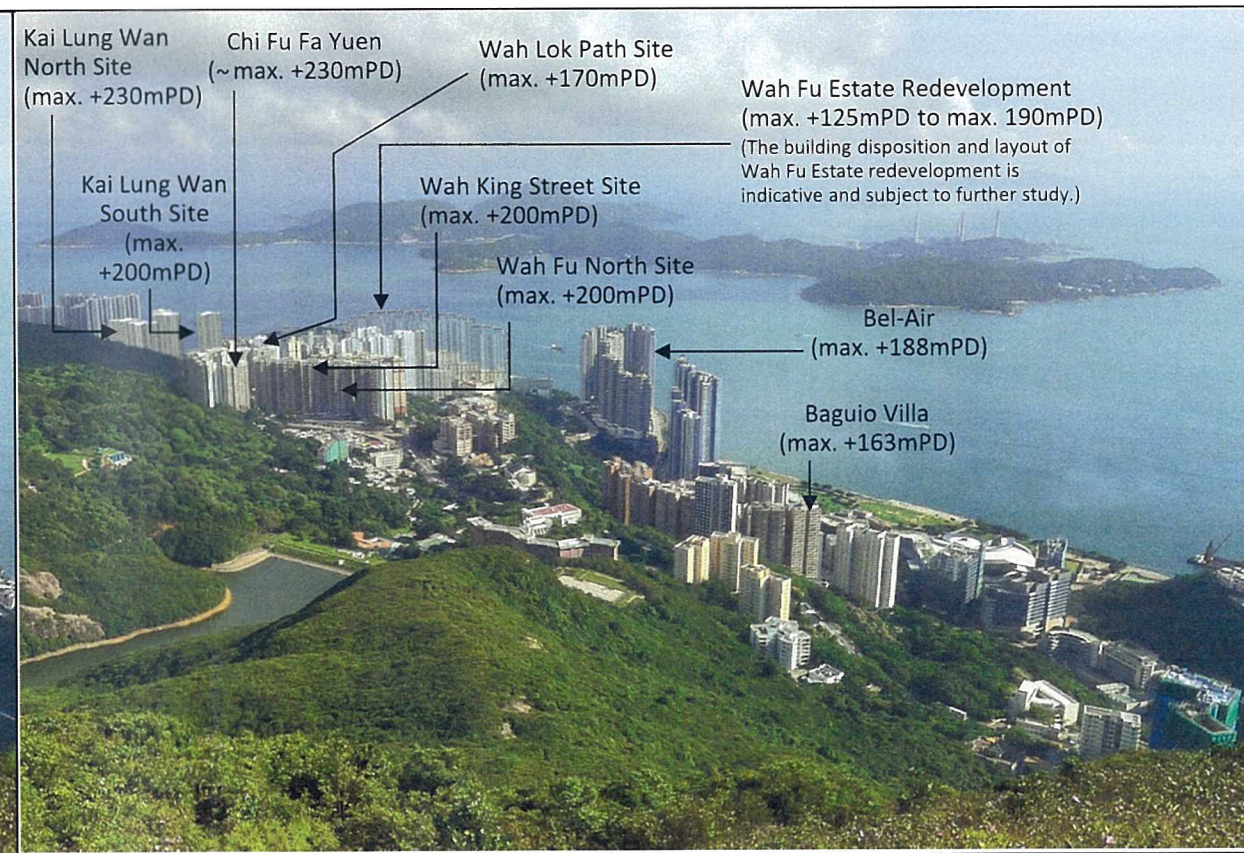 Kai Lung Wan
North Site
(max. +230mPD)
Chi Fu Fa Yuen
(~max. +230mPD)
Wah Lok Path Site
(max. +170mPD)
Wah Fu Estate Redevelopment
(max. +125mPD to max. 190mPD)
(The building disposition and layout of
Wah Fu Estate redevelopment is
indicative and subject to further study.)
Kai Lung Wan
South Site
(max.
+200mPD)
Wah King Street Site
(max. +200mPD)
Wah Fu North Site
(max. +200mPD)
Bel-Air
(max. +188mPD)
Baguio Villa
(max. +163mPD)